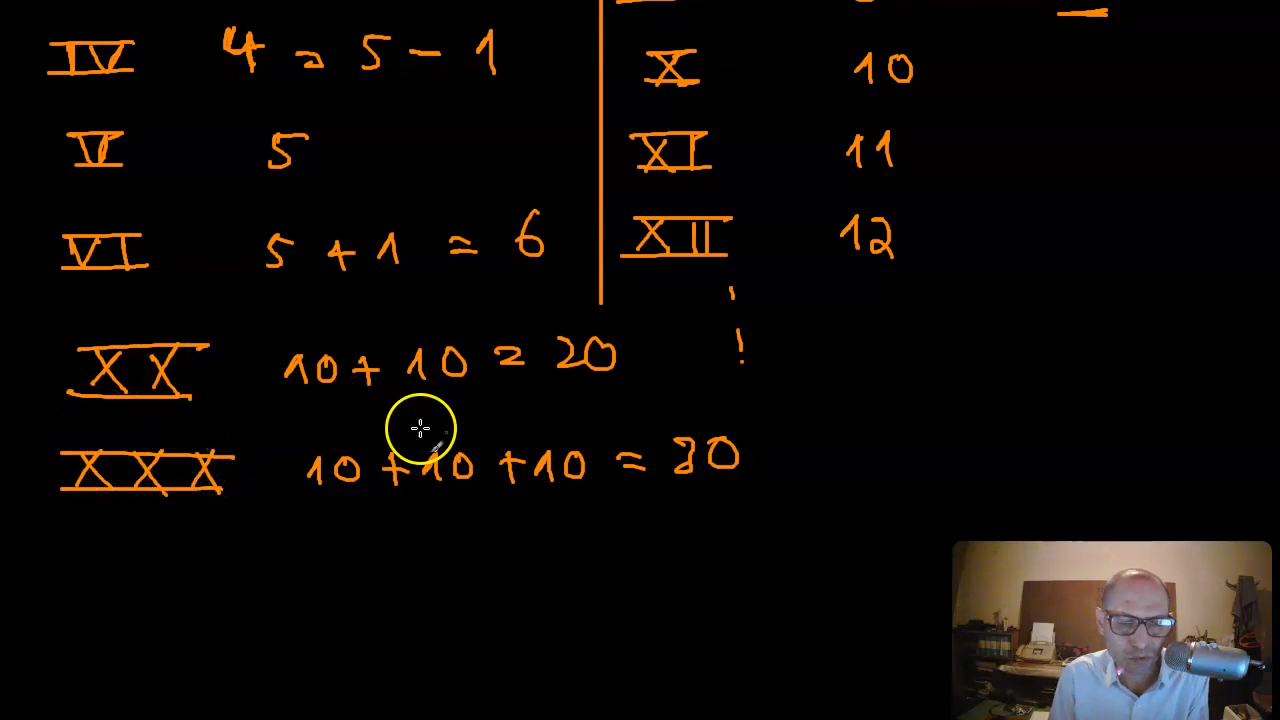 IV 4 = 5 - 1
V 5
VI 5 + 1 = 6
X 10
XI 11
XII 12
XX 10 + 10 = 20
XXX 10 + 10 + 10 = 30